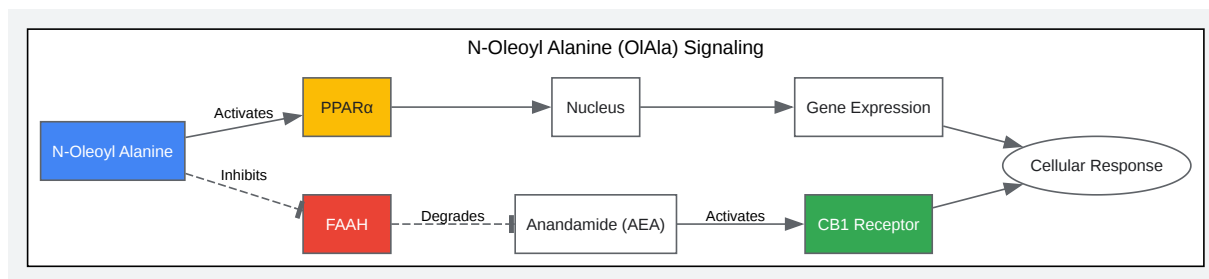 N-Oleoyl Alanine (OlAla) Signaling
N-Oleoyl Alanine
Activates
PPARα
Nucleus
Gene Expression
Cellular Response
Inhibits
FAAH
Degrades
Anandamide (AEA)
Activates
CB1 Receptor